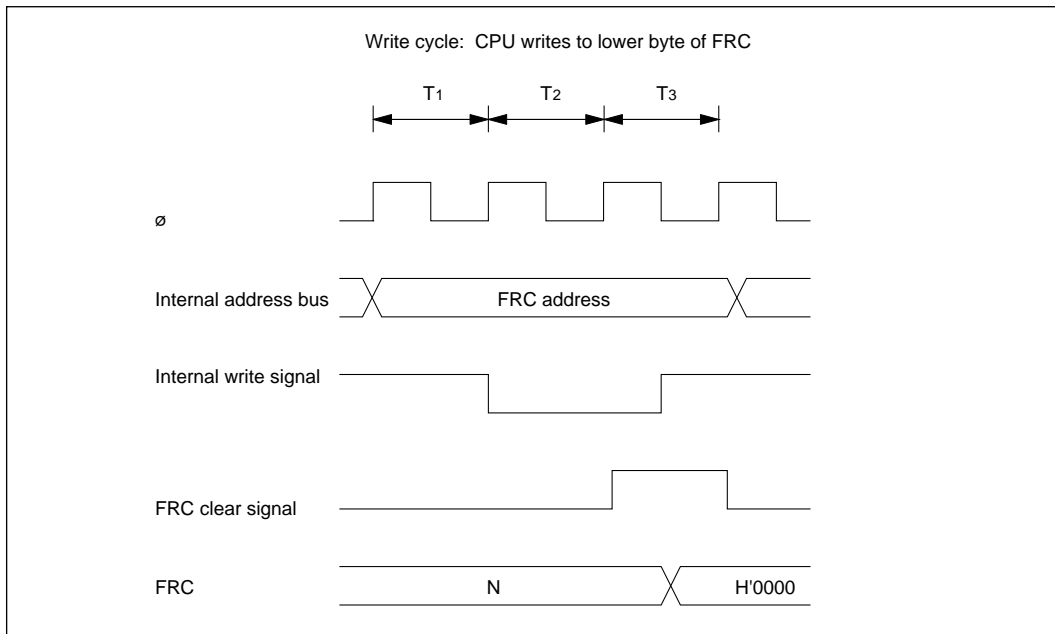 Write cycle: CPU writes to lower byte of FRC
T1 T2 T3
ø
Internal address bus FRC address
Internal write signal
FRC clear signal
FRC N H'0000